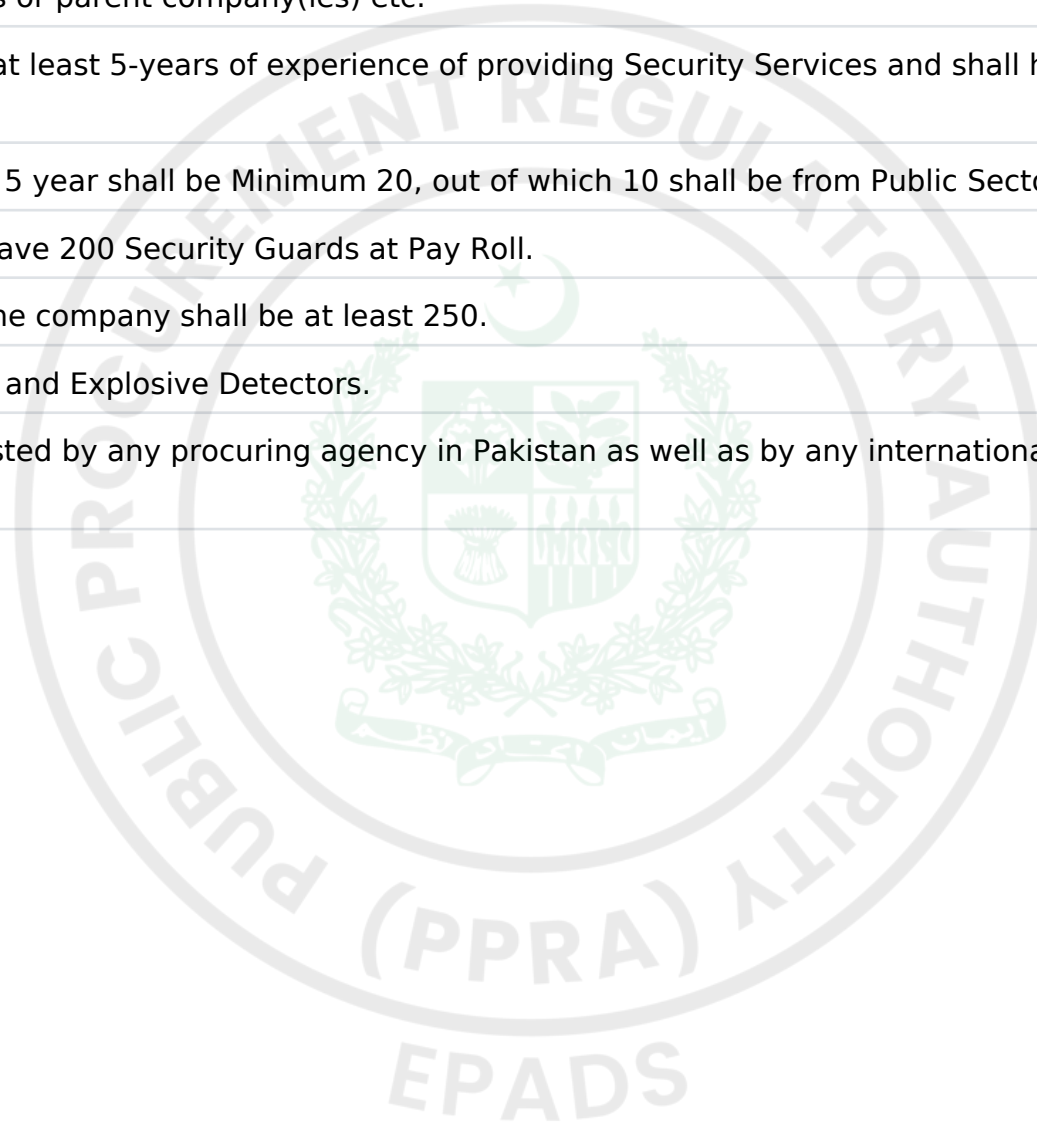 s or parent company(ies) etc.
at least 5-years of experience of providing Security Services and shall h
5 year shall be Minimum 20, out of which 10 shall be from Public Secto
ave 200 Security Guards at Pay Roll.
he company shall be at least 250.
and Explosive Detectors.
sted by any procuring agency in Pakistan as well as by any internationa
PUBLIC PROCUREMENT REGULATORY AUTHORITY
(PPRA)
EPADS